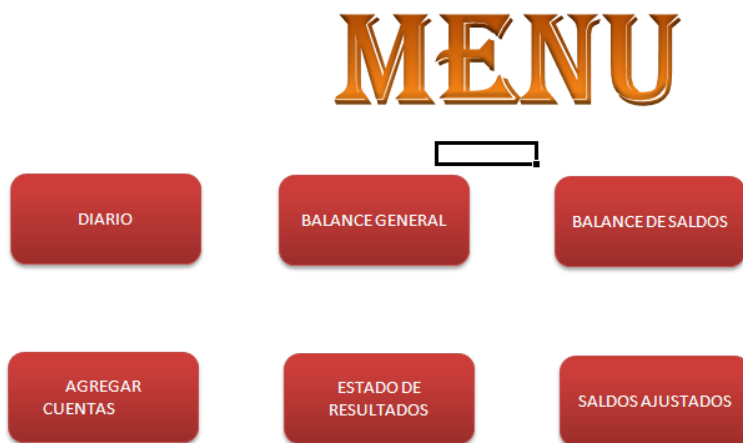 MENU
DIARIO
BALANCE GENERAL
BALANCE DE SALDOS
AGREGAR
CUENTAS
ESTADO DE
RESULTADOS
SALDOS AJUSTADOS